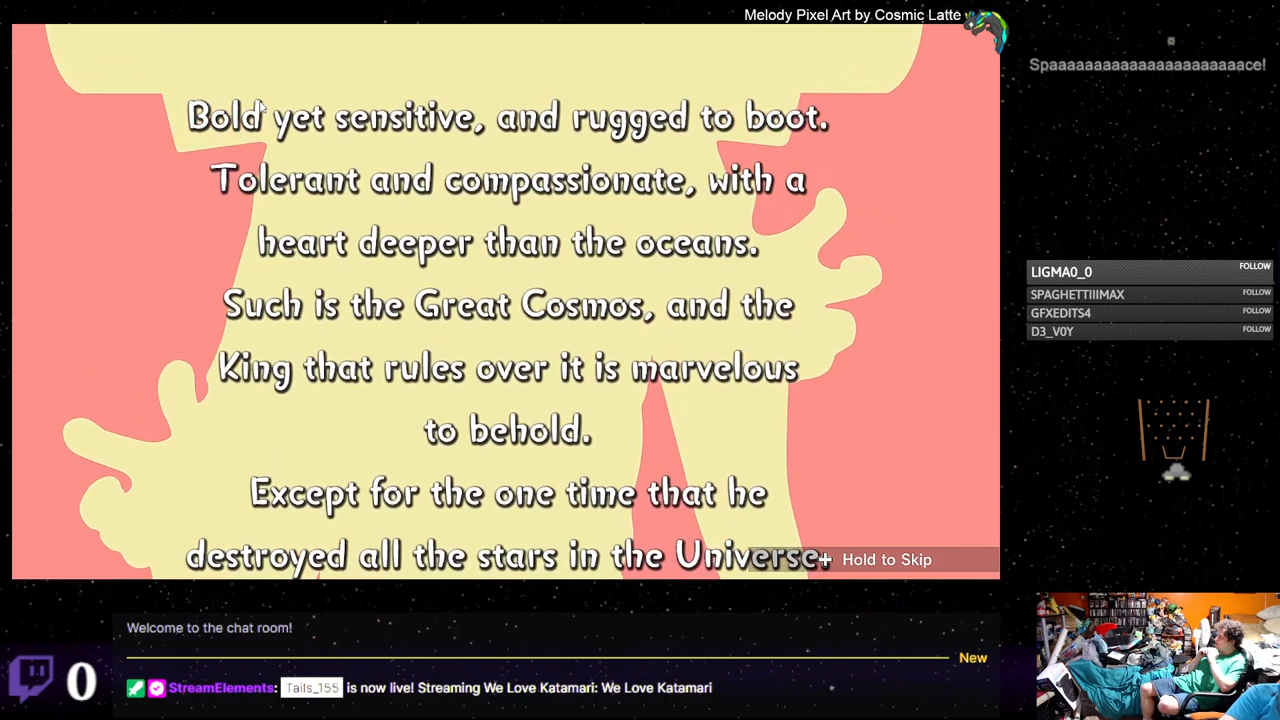 Melody Pixel Art by Cosmic Latte
Spaaaaaaaaaaaaaaaaaaaaaace!
Bold yet sensitive, and rugged to boot.
Tolerant and compassionate, with a
heart deeper than the oceans.
Such is the Great Cosmos, and the
King that rules over it is marvelous
to behold.
Except for the one time that he
destroyed all the stars in the Universe.
+ Hold to Skip
LIGMA0_0 FOLLOW
SPAGHETTIIIMAX FOLLOW
GFXEDITS4 FOLLOW
D3_V0Y FOLLOW
Welcome to the chat room!
New
0
StreamElements: Tails_155 is now live! Streaming We Love Katamari: We Love Katamari